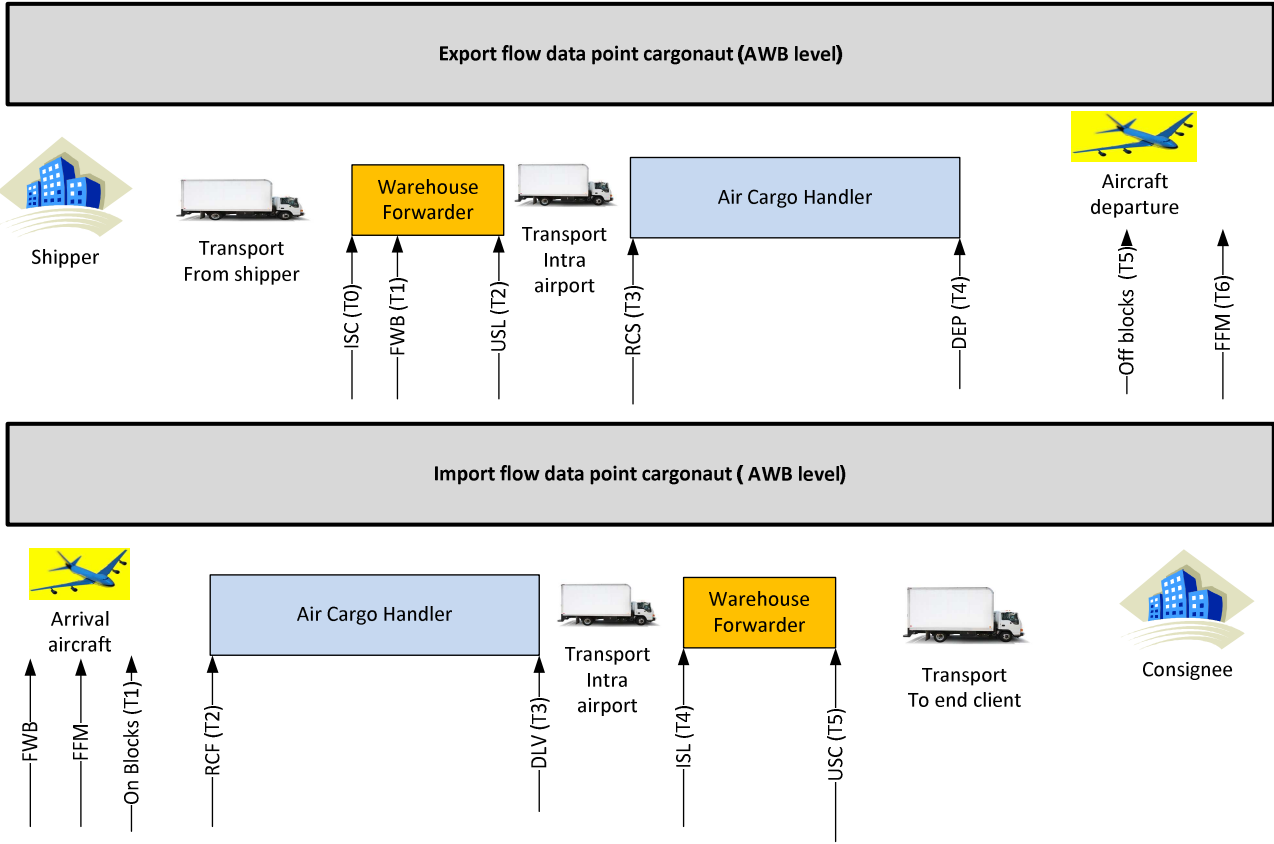 Export flow data point cargonaut (AWB level)
Shipper
Transport
From shipper
Warehouse
Forwarder
Transport
Intra
airport
Air Cargo Handler
Aircraft
departure
ISC (T0)
FWB (T1)
USL (T2)
RCS (T3)
DEP (T4)
Off blocks (T5)
FFM (T6)
Import flow data point cargonaut ( AWB level)
Arrival
aircraft
Air Cargo Handler
Transport
Intra
airport
Warehouse
Forwarder
Transport
To end client
Consignee
FWB
FFM
On Blocks (T1)
RCF (T2)
DLV (T3)
ISL (T4)
USC (T5)